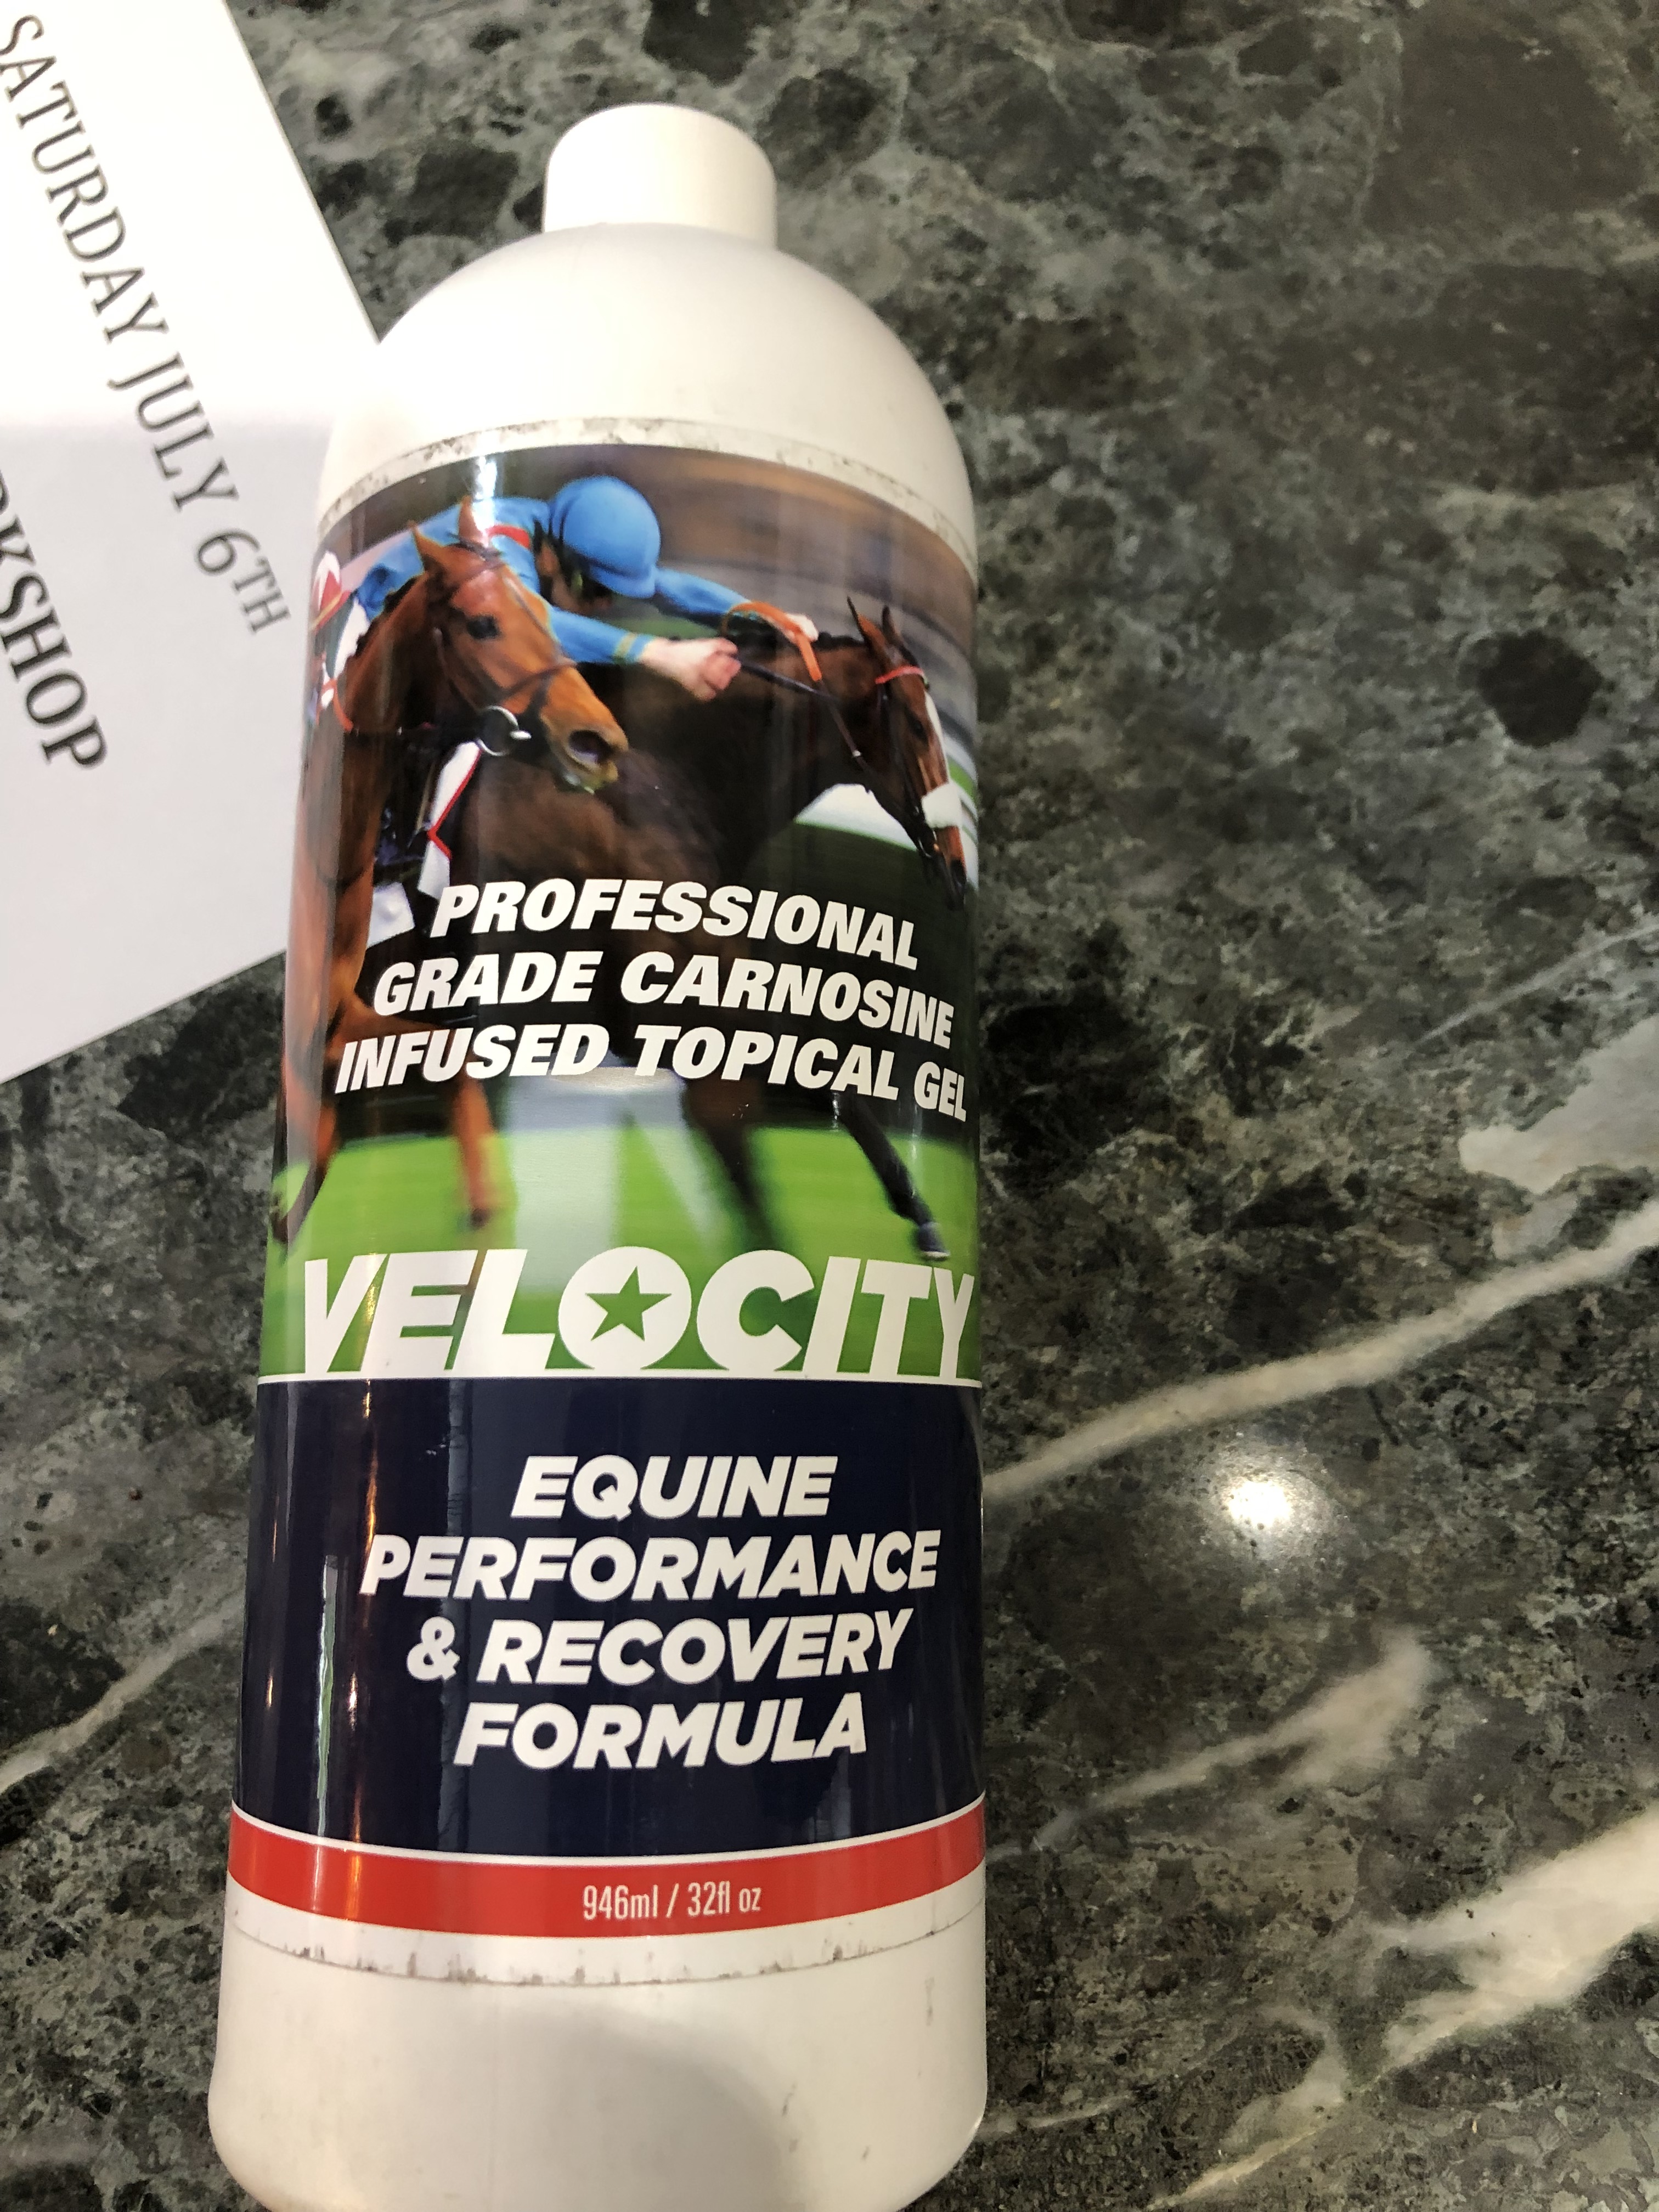 SATURDAY JULY 6TH
PROFESSIONAL
GRADE CARNOSINE
INFUSED TOPICAL GEL
VELOCITY
EQUINE
PERFORMANCE
& RECOVERY
FORMULA
946ml / 32fl oz